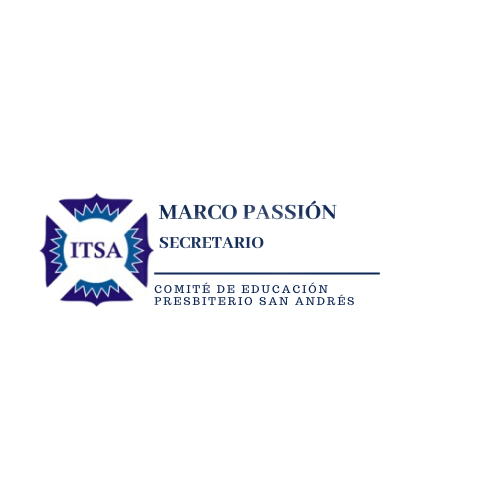 ITSA
MARCO PASSIÓN
SECRETARIO
COMITÉ DE EDUCACIÓN
PRESBITERIO SAN ANDRÉS